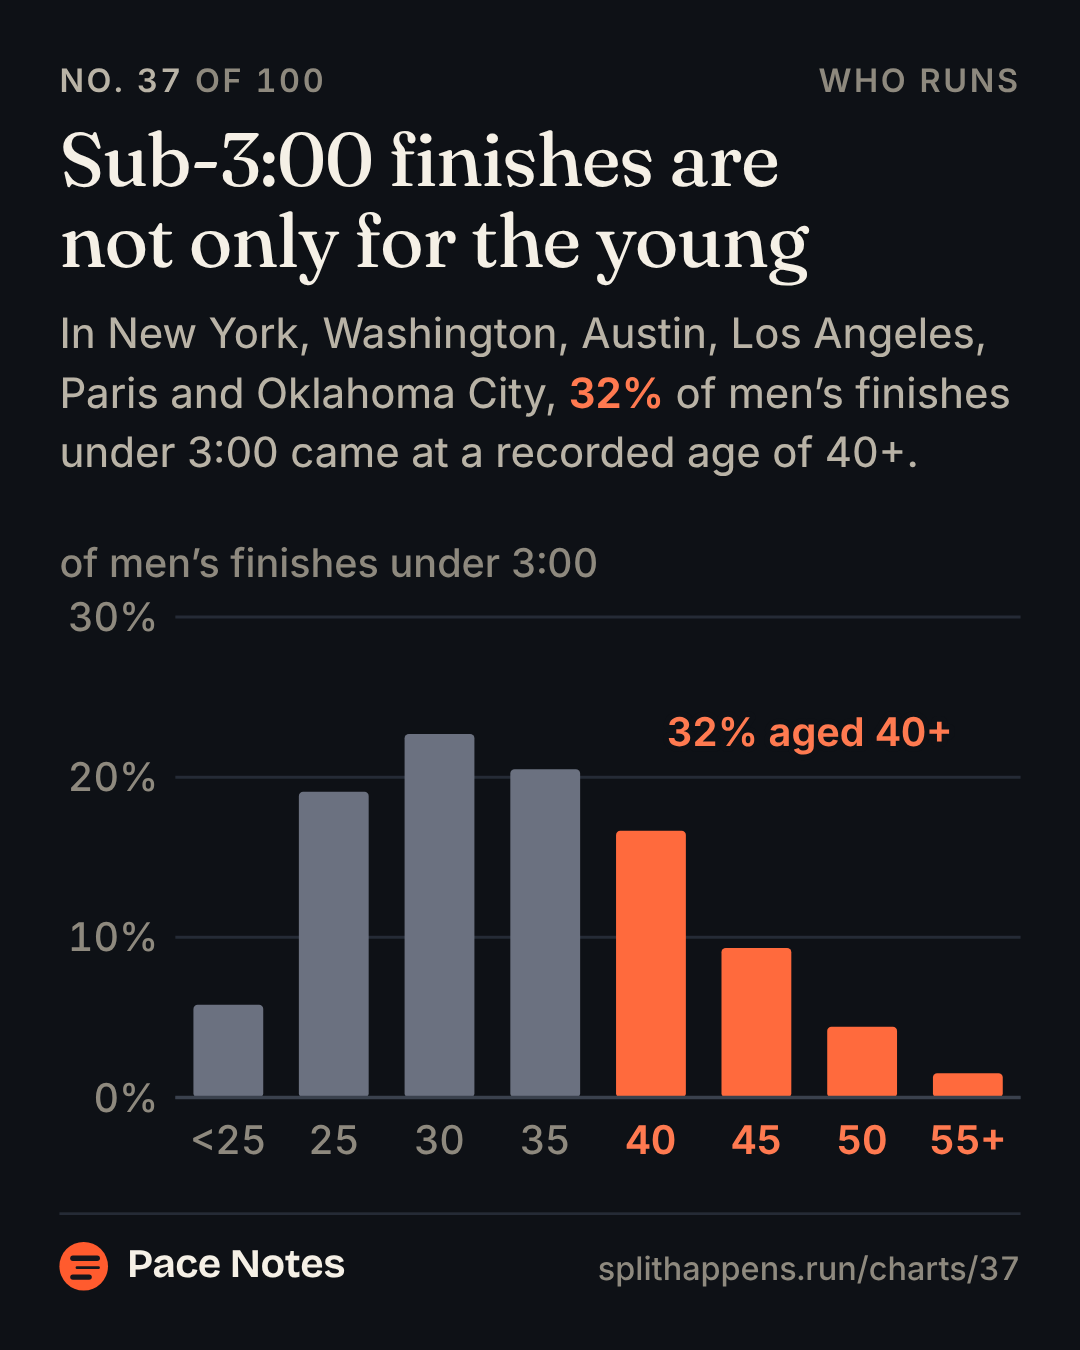 NO. 37 OF 100
WHO RUNS
Sub-3:00 finishes are
not only for the young
In New York, Washington, Austin, Los Angeles,
Paris and Oklahoma City, 32% of men’s finishes
under 3:00 came at a recorded age of 40+.
of men’s finishes under 3:00
30%
32% aged 40+
20%
10%
0%
<25 25 30 35 40 45 50 55+
Pace Notes
splithappens.run/charts/37